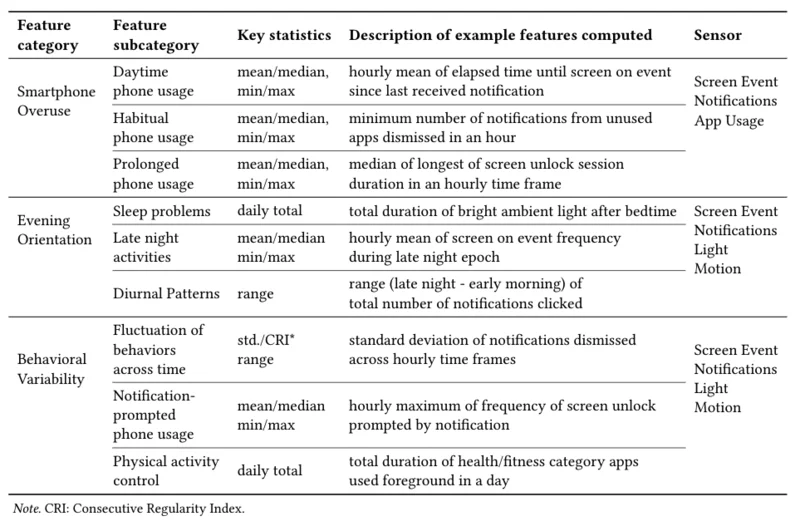 Feature category
Feature subcategory
Key statistics
Description of example features computed
Sensor
Smartphone Overuse
Daytime phone usage
mean/median, min/max
hourly mean of elapsed time until screen on event
since last received notification
Screen Event
Notifications
App Usage
Habitual phone usage
mean/median, min/max
minimum number of notifications from unused
apps dismissed in an hour
Prolonged phone usage
mean/median, min/max
median of longest of screen unlock session
duration in an hourly time frame
Evening Orientation
Sleep problems
daily total
total duration of bright ambient light after bedtime
Screen Event
Notifications
Light
Motion
Late night activities
mean/median min/max
hourly mean of screen on event frequency
during late night epoch
Diurnal Patterns
range
range (late night - early morning) of
total number of notifications clicked
Behavioral Variability
Fluctuation of behaviors across time
std./CRI* range
standard deviation of notifications dismissed
across hourly time frames
Screen Event
Notifications
Light
Motion
Notification-prompted phone usage
mean/median min/max
hourly maximum of frequency of screen unlock
prompted by notification
Physical activity control
daily total
total duration of health/fitness category apps
used foreground in a day
Note. CRI: Consecutive Regularity Index.